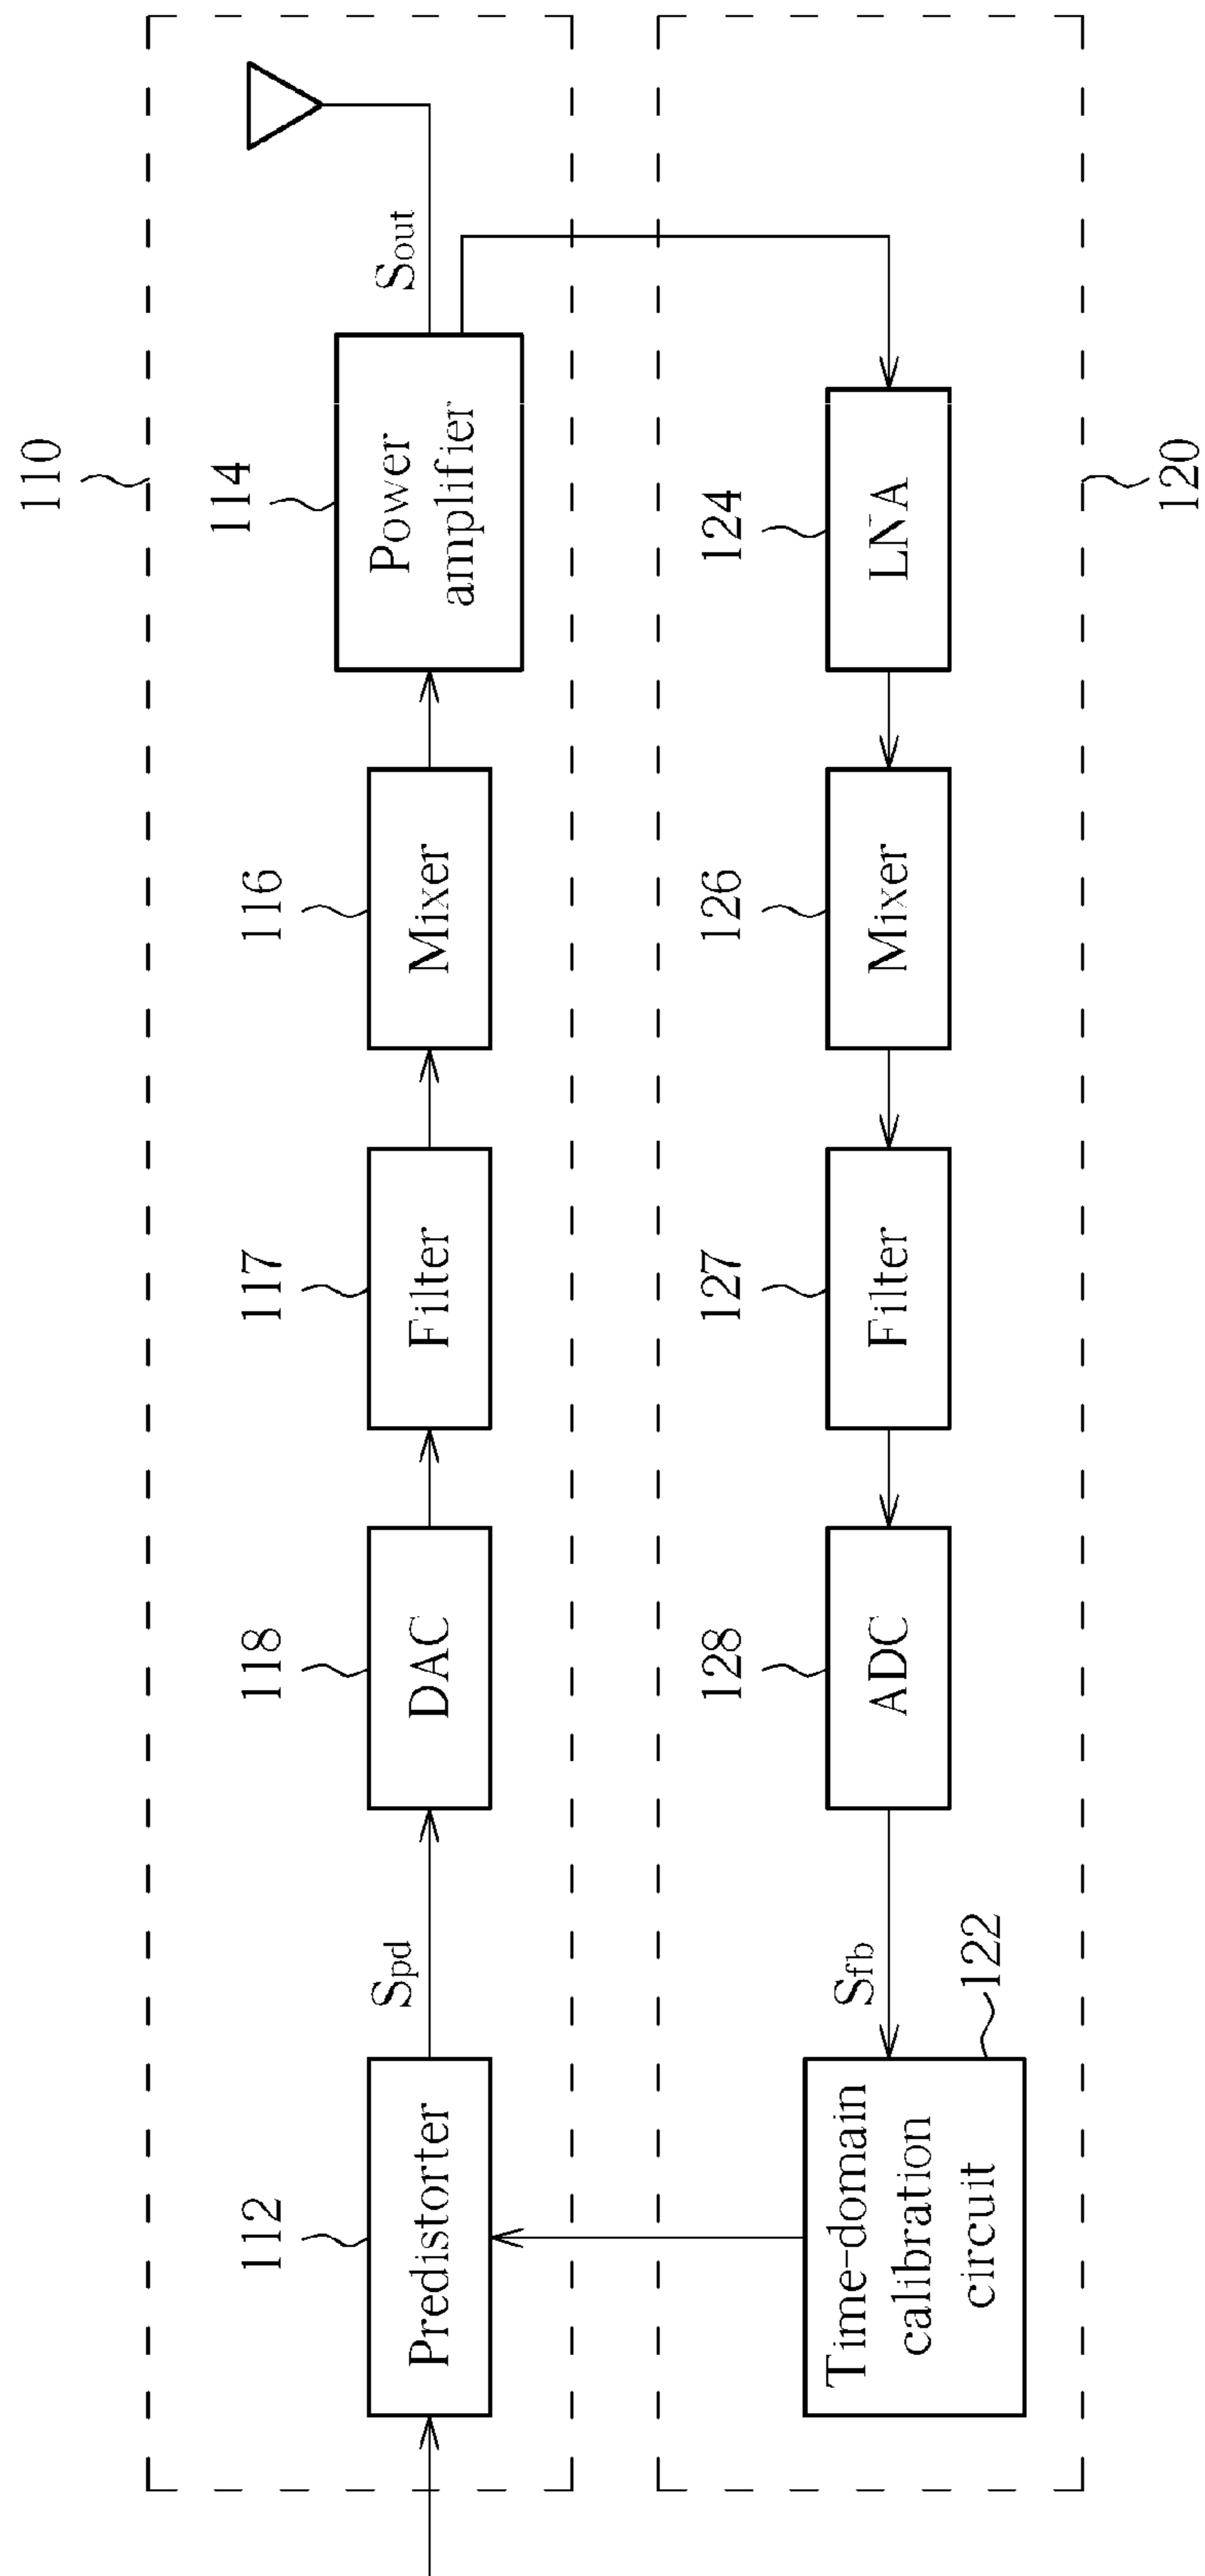 110
112
Predistorter
Spd
118
DAC
117
Filter
116
Mixer
114
Power
amplifier
Sout
122
Time-domain
calibration
circuit
Sfb
128
ADC
127
Filter
126
Mixer
124
LNA
120